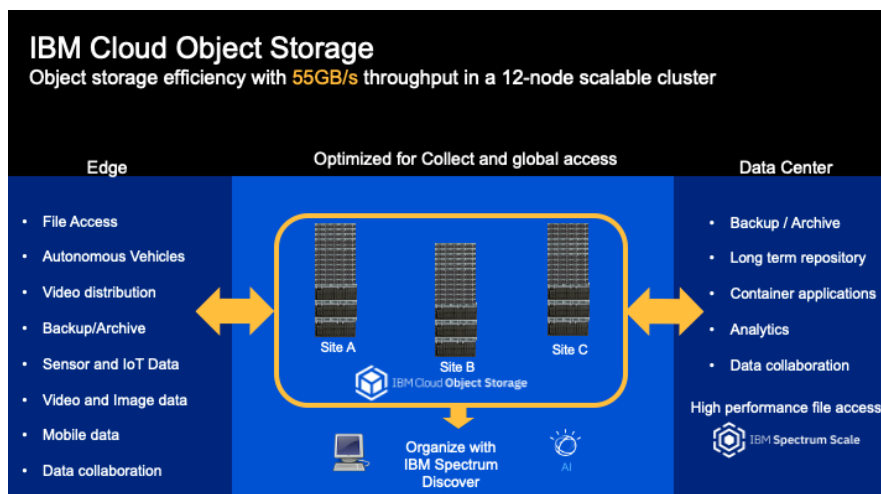 IBM Cloud Object Storage
Object storage efficiency with 55GB/s throughput in a 12-node scalable cluster
Edge
• File Access
• Autonomous Vehicles
• Video distribution
• Backup/Archive
• Sensor and IoT Data
• Video and Image data
• Mobile data
• Data collaboration
Optimized for Collect and global access
Site A
Site B
Site C
IBM Cloud Object Storage
Organize with
IBM Spectrum
Discover
AI
Data Center
• Backup / Archive
• Long term repository
• Container applications
• Analytics
• Data collaboration
High performance file access
IBM Spectrum Scale